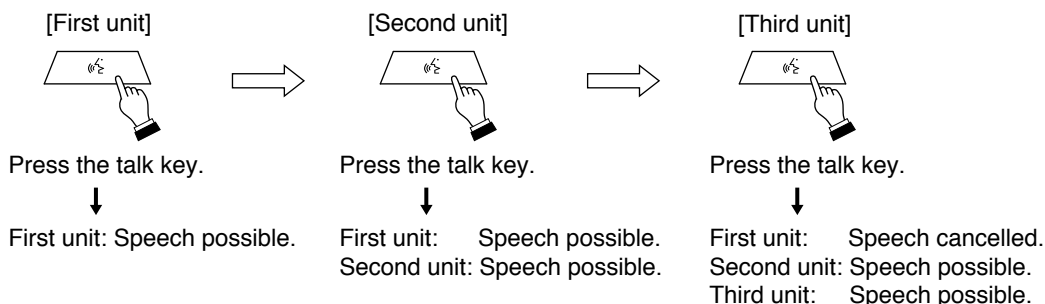 [First unit]
[Second unit]
[Third unit]
Press the talk key.
Press the talk key.
Press the talk key.
First unit: Speech possible.
First unit: Speech possible.
Second unit: Speech possible.
First unit: Speech cancelled.
Second unit: Speech possible.
Third unit: Speech possible.